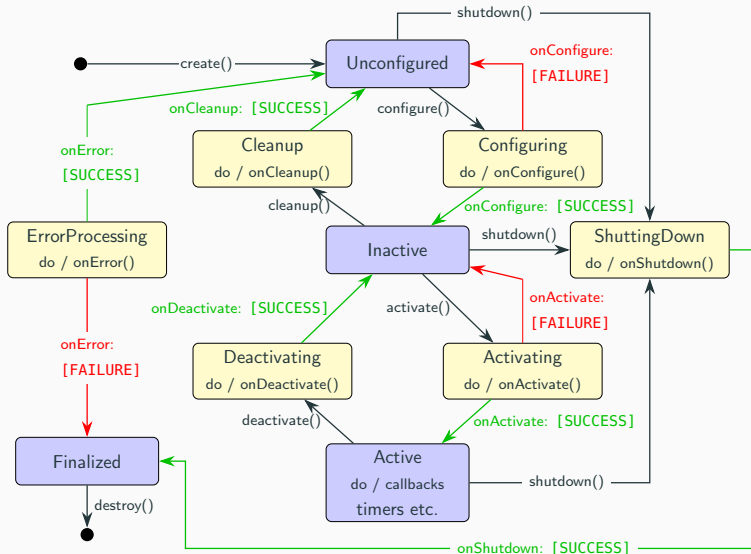 shutdown()
onConfigure:
[FAILURE]
create()
Unconfigured
onCleanup: [SUCCESS]
configure()
Cleanup
do / onCleanup()
Configuring
do / onConfigure()
onError:
[SUCCESS]
cleanup()
onConfigure: [SUCCESS]
ErrorProcessing
do / onError()
Inactive
shutdown()
ShuttingDown
do / onShutdown()
onDeactivate: [SUCCESS]
activate()
onActivate:
[FAILURE]
onError:
[FAILURE]
Deactivating
do / onDeactivate()
Activating
do / onActivate()
deactivate()
onActivate: [SUCCESS]
Finalized
Active
do / callbacks
timers etc.
shutdown()
destroy()
onShutdown: [SUCCESS]